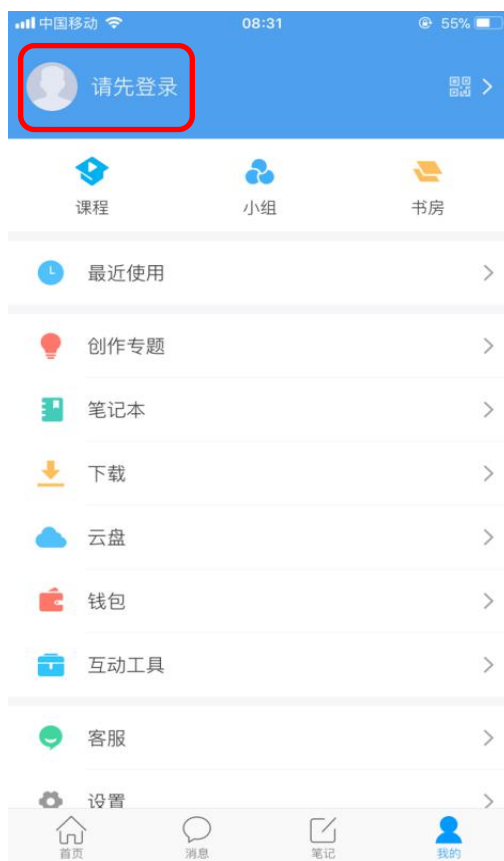 中国移动 08:31 55%
请先登录
课程 小组 书房
最近使用
创作专题
笔记本
下载
云盘
钱包
互动工具
客服
设置
首页 消息 笔记 我的